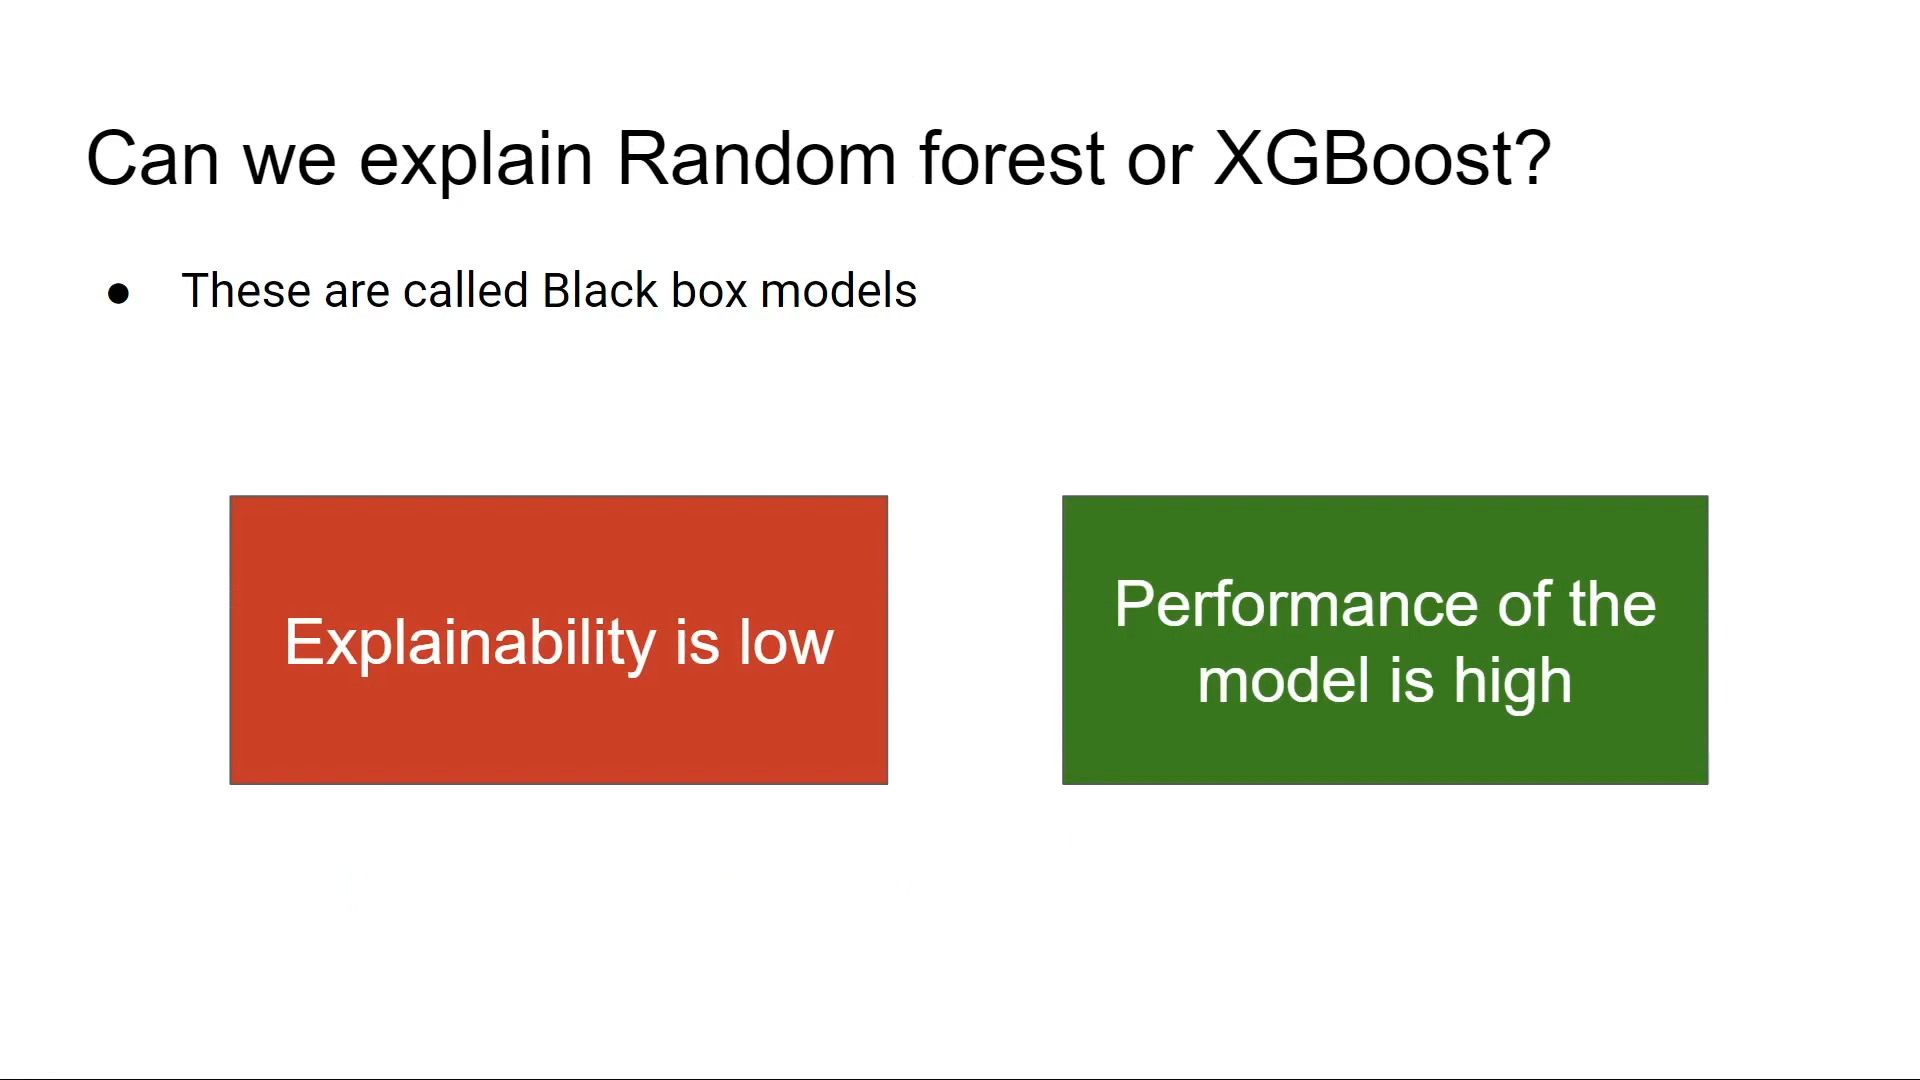 Can we explain Random forest or XGBoost?
● These are called Black box models
Explainability is low
Performance of the
model is high